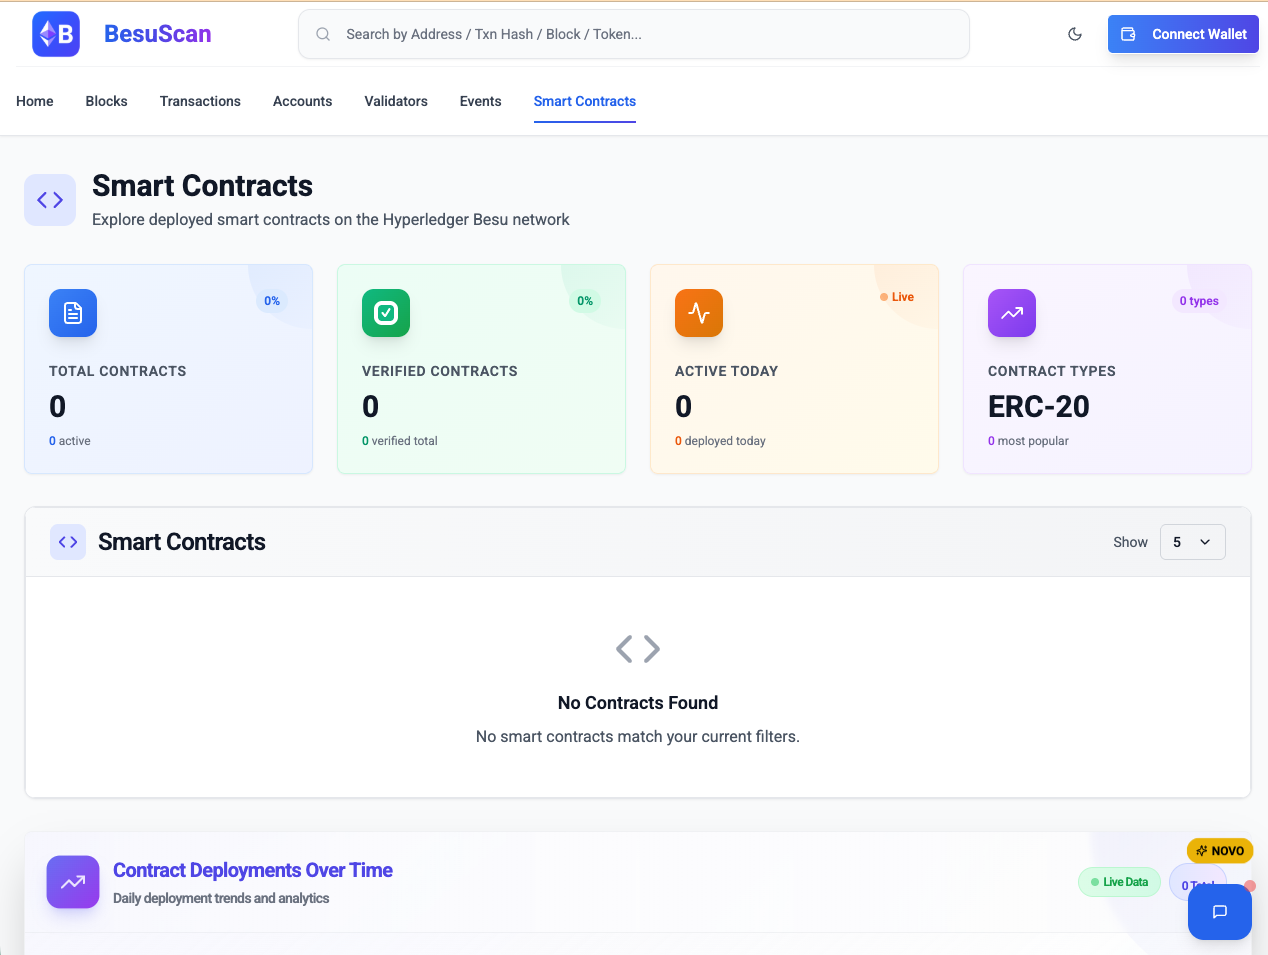 B BesuScan
Search by Address / Txn Hash / Block / Token...
Connect Wallet
Home Blocks Transactions Accounts Validators Events Smart Contracts
Smart Contracts
Explore deployed smart contracts on the Hyperledger Besu network
0%
TOTAL CONTRACTS
0
0 active
0%
VERIFIED CONTRACTS
0
0 verified total
Live
ACTIVE TODAY
0
0 deployed today
0 types
CONTRACT TYPES
ERC-20
0 most popular
Smart Contracts
Show 5
No Contracts Found
No smart contracts match your current filters.
Contract Deployments Over Time
Daily deployment trends and analytics
Live Data
0 Total
NOVO